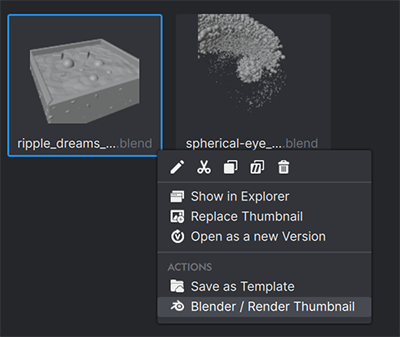 ripple_dreams_....blend
spherical-eye_....blend
Show in Explorer
Replace Thumbnail
Open as a new Version
ACTIONS
Save as Template
Blender / Render Thumbnail